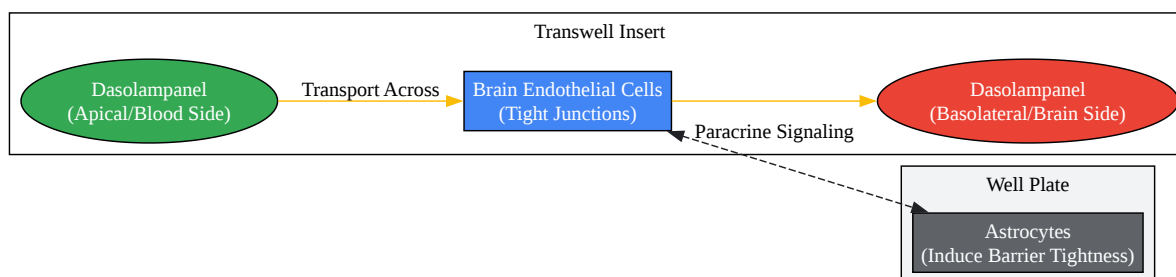 Transwell Insert
Dasolampanel
(Apical/Blood Side)
Transport Across
Brain Endothelial Cells
(Tight Junctions)
Dasolampanel
(Basolateral/Brain Side)
Paracrine Signaling
Well Plate
Astrocytes
(Induce Barrier Tightness)